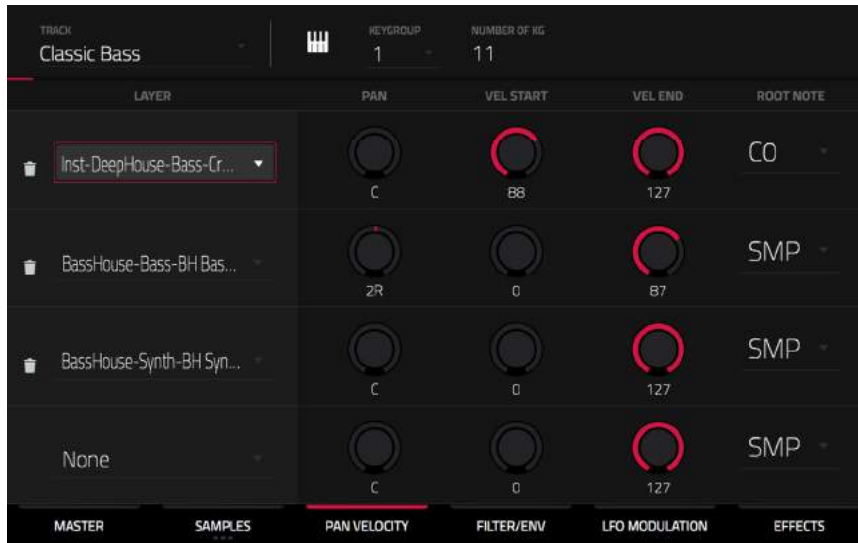 TRACK KEYGROUP NUMBER OF KG
Classic Bass 1 11
LAYER PAN VEL START VEL END ROOT NOTE
Inst-DeepHouse-Bass-Cr... C0
C 88 127
BassHouse-Bass-BH Bas... SMP
2R 0 87
BassHouse-Synth-BH Syn... SMP
C 0 127
None SMP
C 0 127
MASTER SAMPLES PAN VELOCITY FILTER/ENV LFO MODULATION EFFECTS